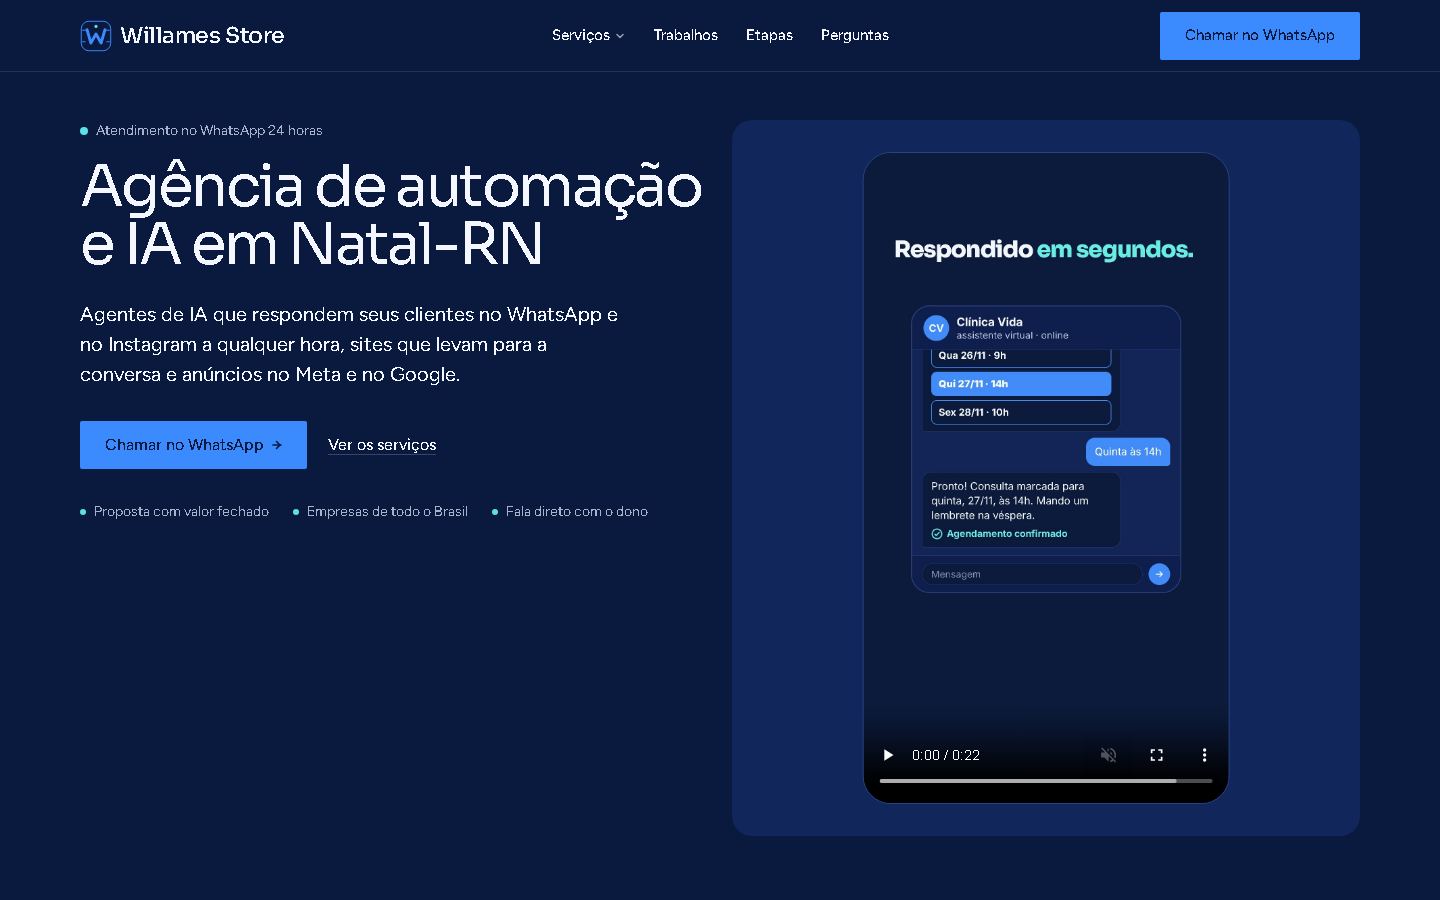 Willames Store
Serviços
Trabalhos
Etapas
Perguntas
Chamar no WhatsApp
Atendimento no WhatsApp 24 horas
Agência de automação
e IA em Natal-RN
Agentes de IA que respondem seus clientes no WhatsApp e
no Instagram a qualquer hora, sites que levam para a
conversa e anúncios no Meta e no Google.
Chamar no WhatsApp →
Ver os serviços
Proposta com valor fechado
Empresas de todo o Brasil
Fala direto com o dono
Respondido em segundos.
CV
Clínica Vida
assistente virtual · online
Qua 26/11 · 9h
Qui 27/11 · 14h
Sex 28/11 · 10h
Quinta às 14h
Pronto! Consulta marcada para
quinta, 27/11, às 14h. Mando um
lembrete na véspera.
Agendamento confirmado
Mensagem
0:00 / 0:22